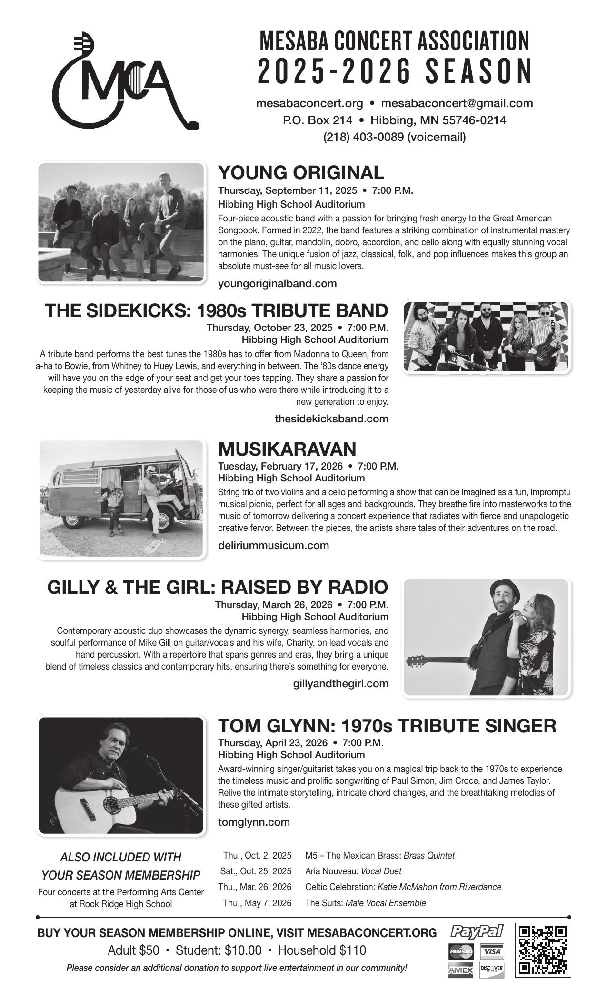 MCA
MESABA CONCERT ASSOCIATION
2025-2026 SEASON
mesabaconcert.org • mesabaconcert@gmail.com
P.O. Box 214 • Hibbing, MN 55746-0214
(218) 403-0089 (voicemail)
YOUNG ORIGINAL
Thursday, September 11, 2025 • 7:00 P.M.
Hibbing High School Auditorium
Four-piece acoustic band with a passion for bringing fresh energy to the Great American
Songbook. Formed in 2022, the band features a striking combination of instrumental mastery
on the piano, guitar, mandolin, dobro, accordion, and cello along with equally stunning vocal
harmonies. The unique fusion of jazz, classical, folk, and pop influences makes this group an
absolute must-see for all music lovers.
youngoriginalband.com
THE SIDEKICKS: 1980s TRIBUTE BAND
Thursday, October 23, 2025 • 7:00 P.M.
Hibbing High School Auditorium
A tribute band performs the best tunes the 1980s has to offer from Madonna to Queen, from
a-ha to Bowie, from Whitney to Huey Lewis, and everything in between. The ‘80s dance energy
will have you on the edge of your seat and get your toes tapping. They share a passion for
keeping the music of yesterday alive for those of us who were there while introducing it to a
new generation to enjoy.
thesidekicksband.com
MUSIKARAVAN
Tuesday, February 17, 2026 • 7:00 P.M.
Hibbing High School Auditorium
String trio of two violins and a cello performing a show that can be imagined as a fun, impromptu
musical picnic, perfect for all ages and backgrounds. They breathe fire into masterworks to the
music of tomorrow delivering a concert experience that radiates with fierce and unapologetic
creative fervor. Between the pieces, the artists share tales of their adventures on the road.
deliriummusicum.com
GILLY & THE GIRL: RAISED BY RADIO
Thursday, March 26, 2026 • 7:00 P.M.
Hibbing High School Auditorium
Contemporary acoustic duo showcases the dynamic synergy, seamless harmonies, and
soulful performance of Mike Gill on guitar/vocals and his wife, Charity, on lead vocals and
hand percussion. With a repertoire that spans genres and eras, they bring a unique
blend of timeless classics and contemporary hits, ensuring there’s something for everyone.
gillyandthegirl.com
TOM GLYNN: 1970s TRIBUTE SINGER
Thursday, April 23, 2026 • 7:00 P.M.
Hibbing High School Auditorium
Award-winning singer/guitarist takes you on a magical trip back to the 1970s to experience
the timeless music and prolific songwriting of Paul Simon, Jim Croce, and James Taylor.
Relive the intimate storytelling, intricate chord changes, and the breathtaking melodies of
these gifted artists.
tomglynn.com
ALSO INCLUDED WITH
YOUR SEASON MEMBERSHIP
Four concerts at the Performing Arts Center
at Rock Ridge High School
Thu., Oct. 2, 2025 M5 – The Mexican Brass: Brass Quintet
Sat., Oct. 25, 2025 Aria Nouveau: Vocal Duet
Thu., Mar. 26, 2026 Celtic Celebration: Katie McMahon from Riverdance
Thu., May 7, 2026 The Suits: Male Vocal Ensemble
BUY YOUR SEASON MEMBERSHIP ONLINE, VISIT MESABACONCERT.ORG
Adult $50 • Student: $10.00 • Household $110
Please consider an additional donation to support live entertainment in our community!
PayPal
MasterCard VISA
AMEX DISCOVER
NETWORK